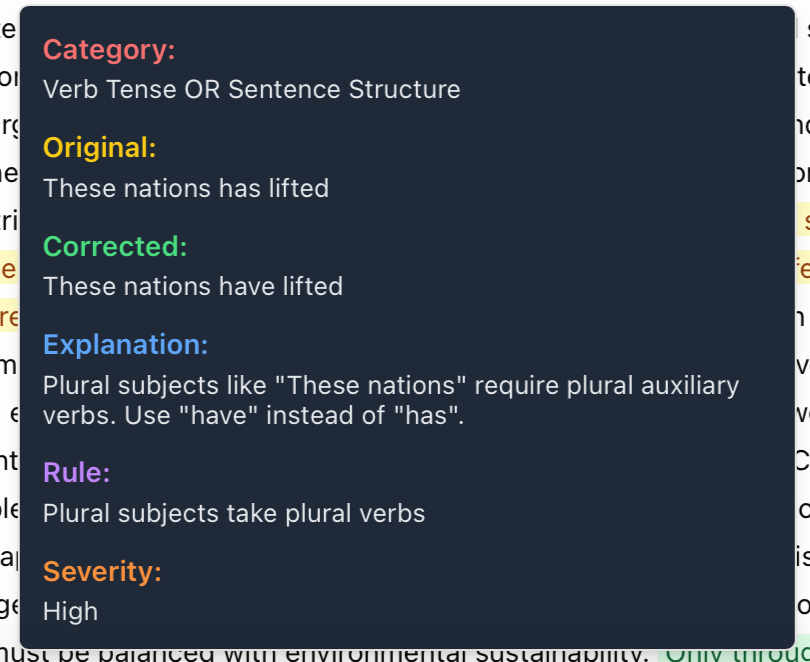 Category:
Verb Tense OR Sentence Structure
Original:
These nations has lifted
Corrected:
These nations have lifted
Explanation:
Plural subjects like "These nations" require plural auxiliary
verbs. Use "have" instead of "has".
Rule:
Plural subjects take plural verbs
Severity:
High
must be balanced with environmental sustainability. Only